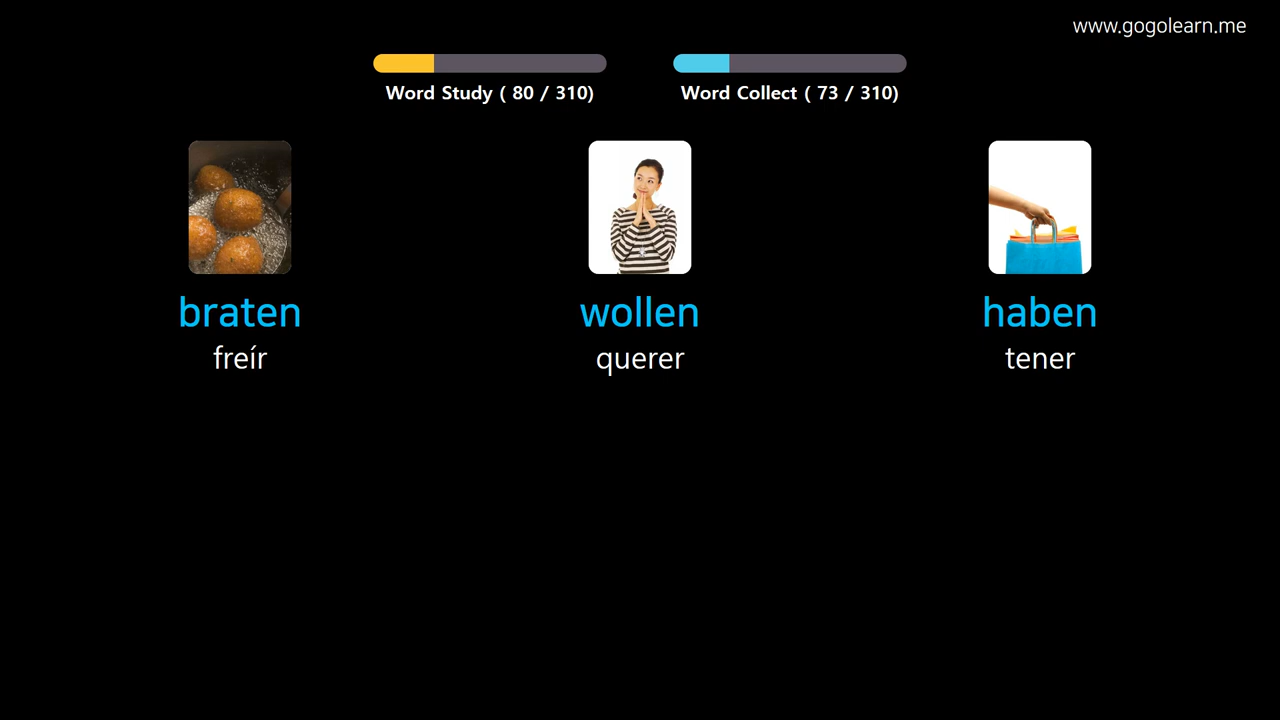 www.gogolearn.me
Word Study ( 80 / 310)
Word Collect ( 73 / 310)
braten
freír
wollen
querer
haben
tener